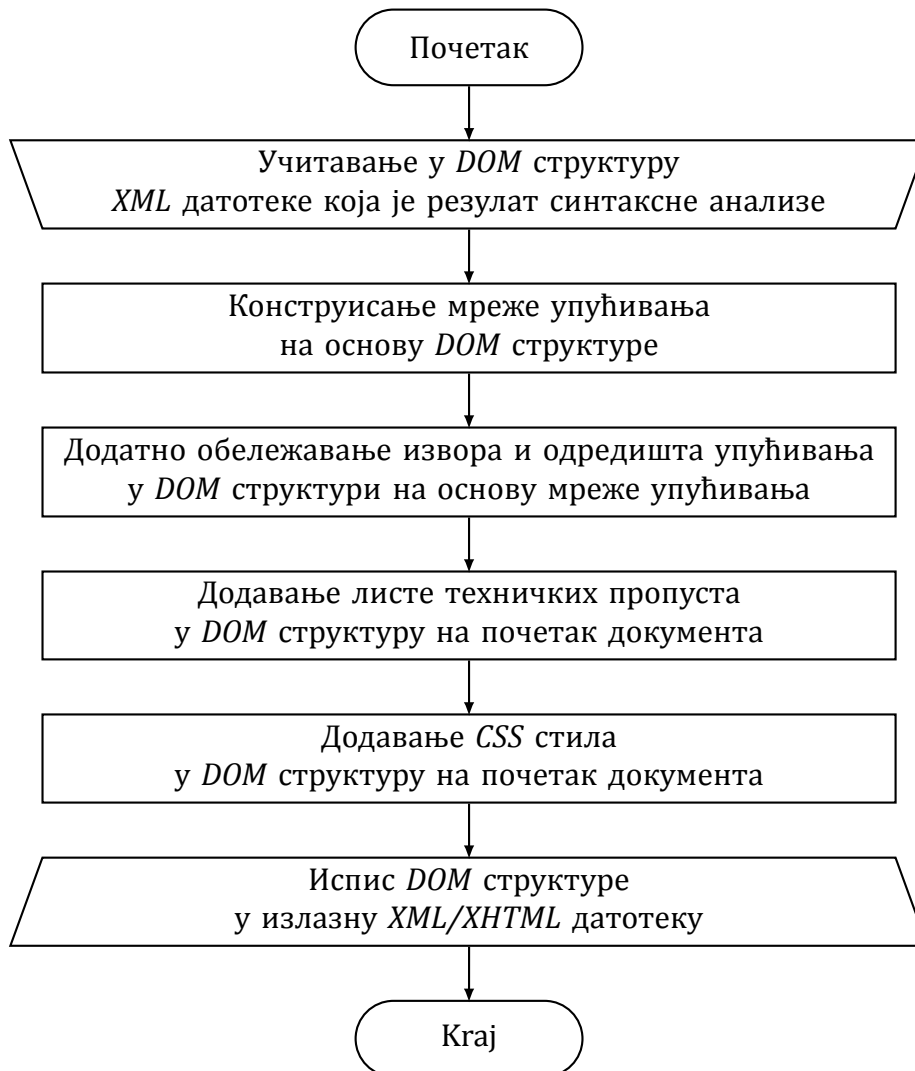 Почетак
Учитавање у DOM структуру
XML датотеке која је резулат синтаксне анализе
Конструисање мреже упућивања
на основу DOM структуре
Додатно обележавање извора и одредишта упућивања
у DOM структури на основу мреже упућивања
Додавање листе техничких пропуста
у DOM структуру на почетак документа
Додавање CSS стила
у DOM структуру на почетак документа
Испис DOM структуре
у излазну XML/XHTML датотеку
Kraj